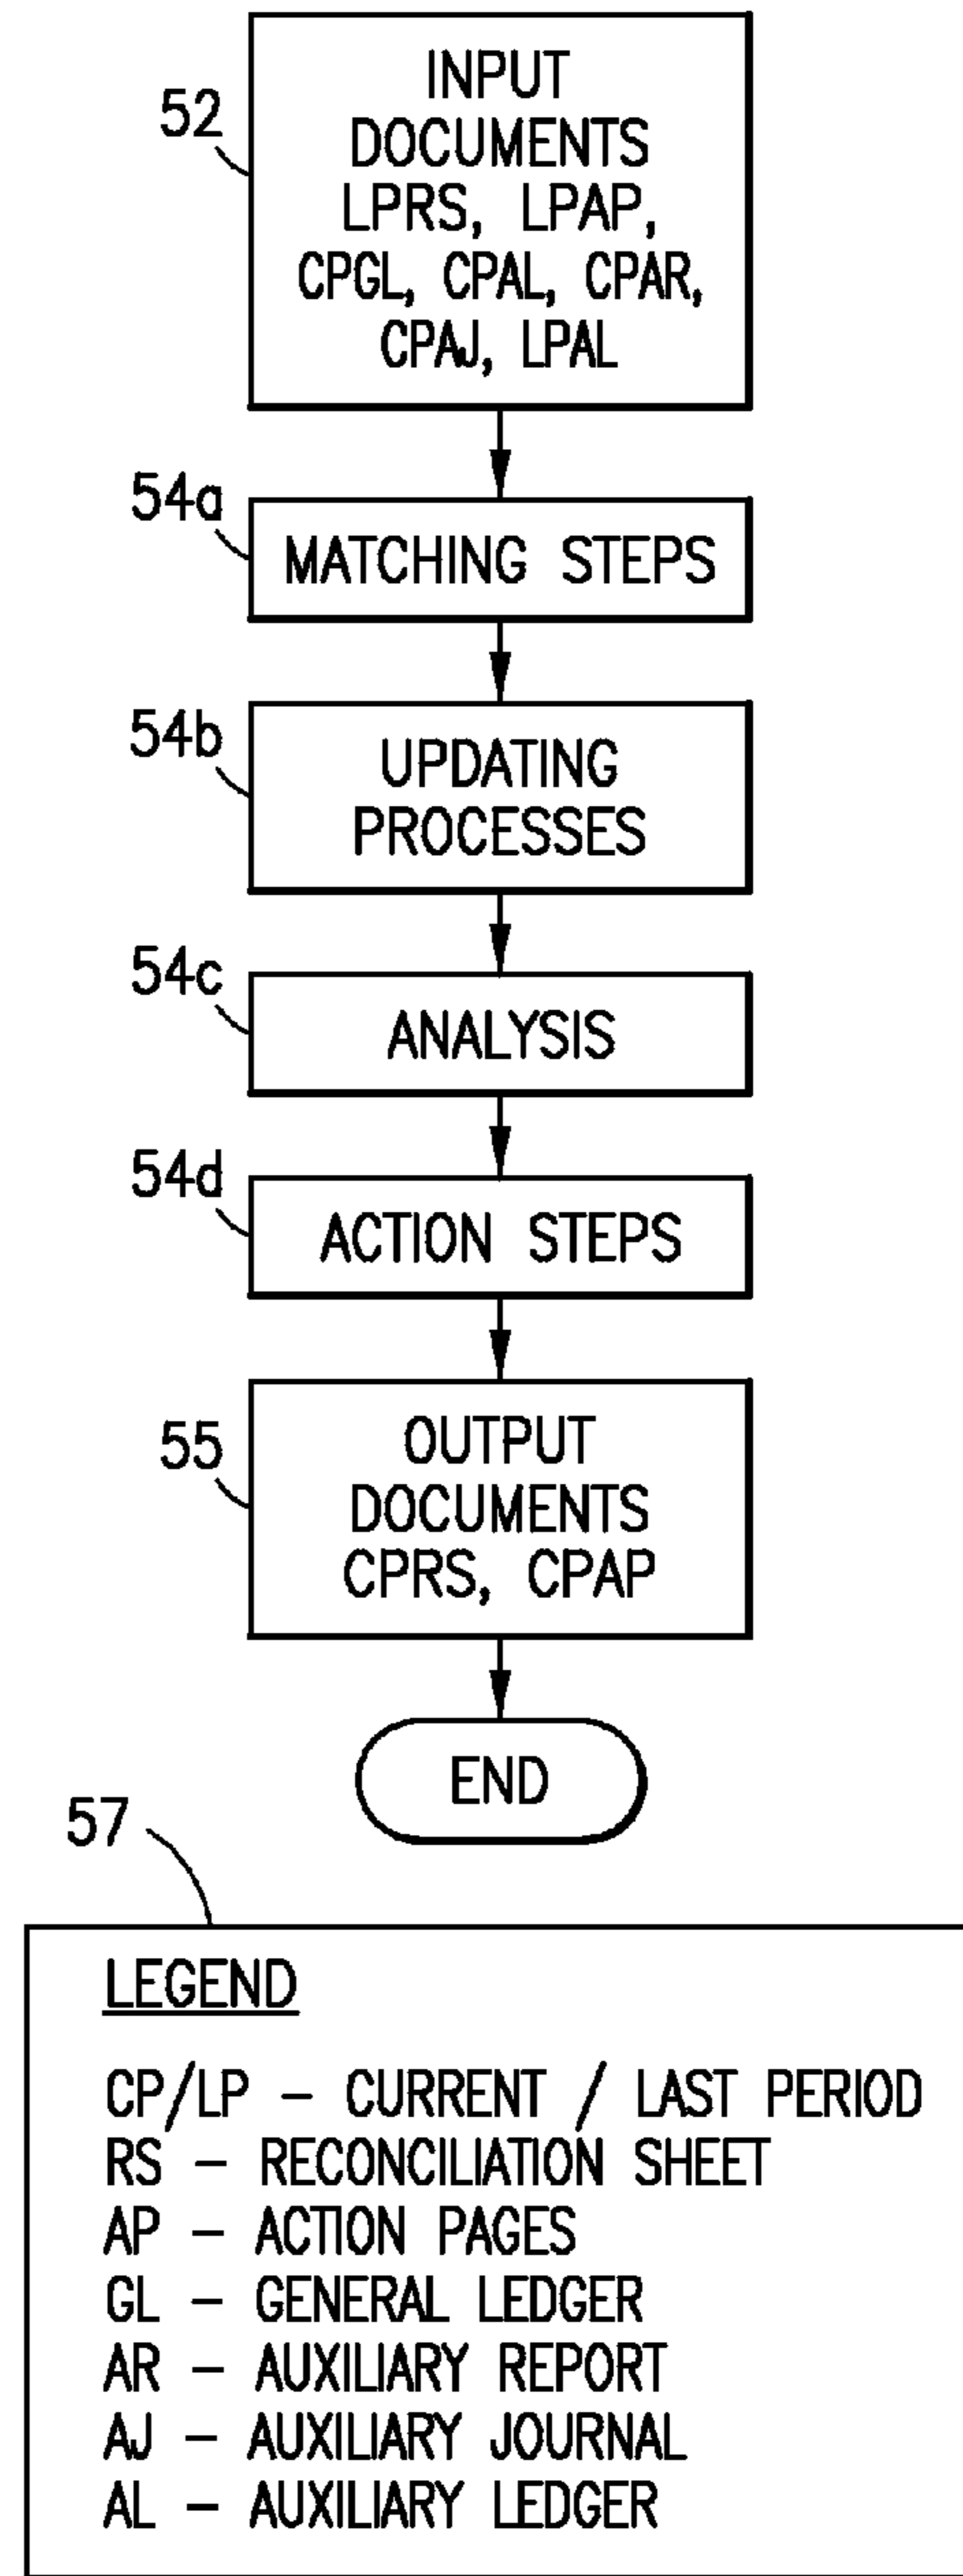 52
INPUT
DOCUMENTS
LPRS, LPAP,
CPGL, CPAL, CPAR,
CPAJ, LPAL
54a
MATCHING STEPS
54b
UPDATING
PROCESSES
54c
ANALYSIS
54d
ACTION STEPS
55
OUTPUT
DOCUMENTS
CPRS, CPAP
END
57
LEGEND
CP/LP – CURRENT / LAST PERIOD
RS – RECONCILIATION SHEET
AP – ACTION PAGES
GL – GENERAL LEDGER
AR – AUXILIARY REPORT
AJ – AUXILIARY JOURNAL
AL – AUXILIARY LEDGER